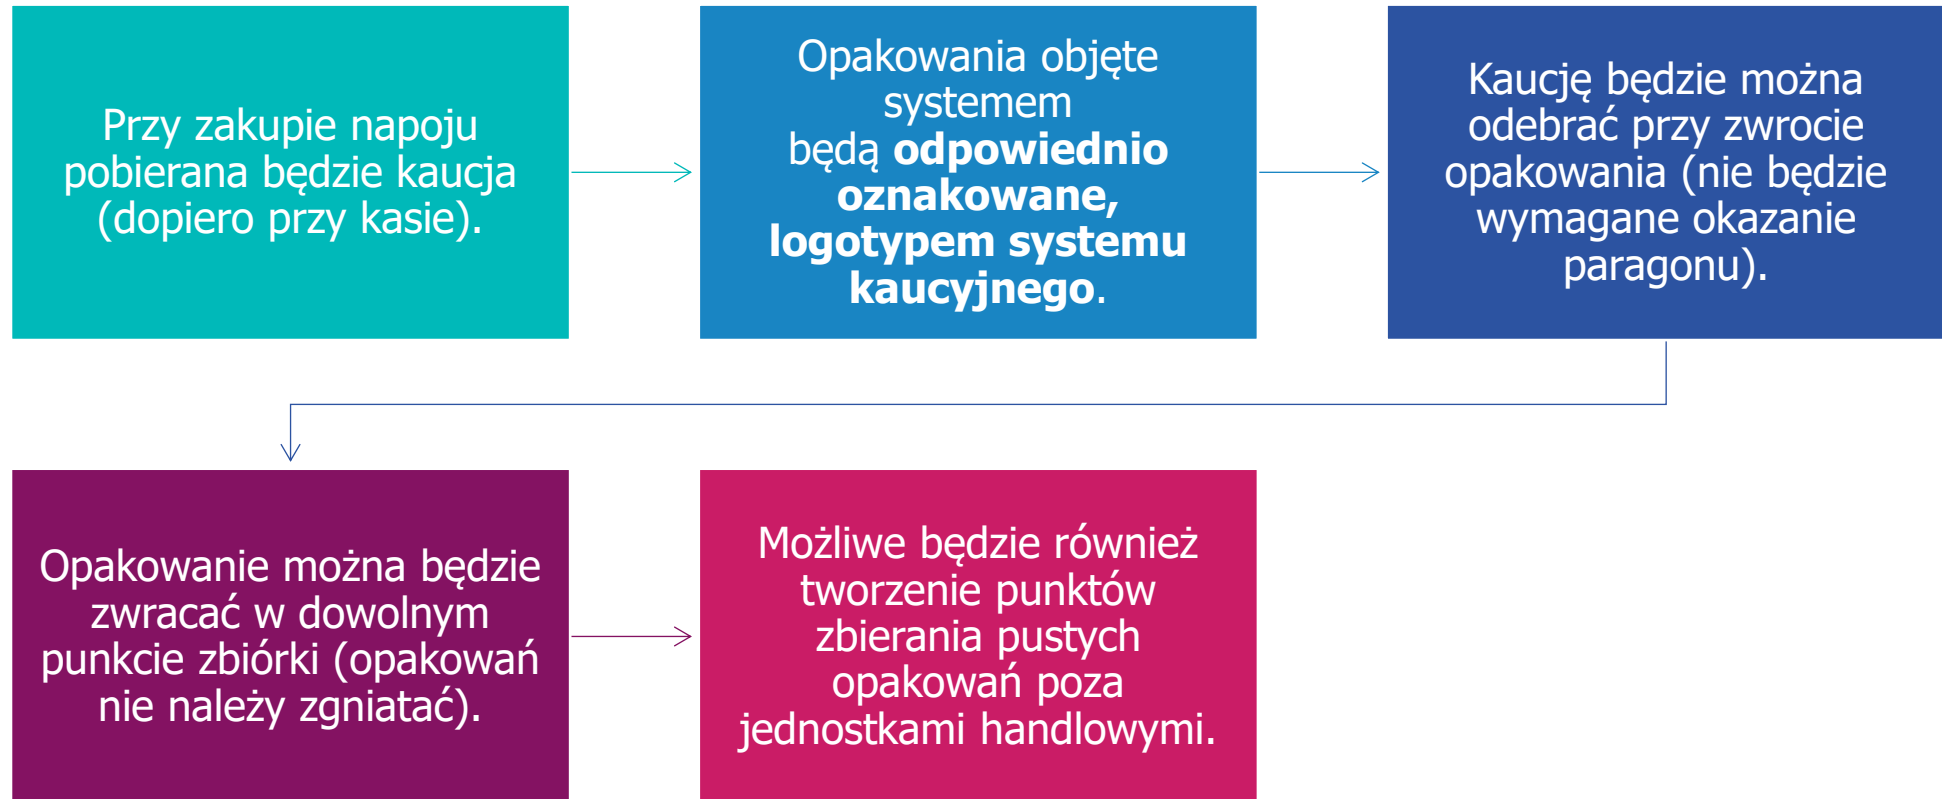 Przy zakupie napoju
pobierana będzie kaucja
(dopiero przy kasie).
Opakowania objęte
systemem
będą odpowiednio
oznakowane,
logotypem systemu
kaucyjnego.
Kaucję będzie można
odebrać przy zwrocie
opakowania (nie będzie
wymagane okazanie
paragonu).
Opakowanie można będzie
zwracać w dowolnym
punkcie zbiórki (opakowań
nie należy zgniatać).
Możliwe będzie również
tworzenie punktów
zbierania pustych
opakowań poza
jednostkami handlowymi.